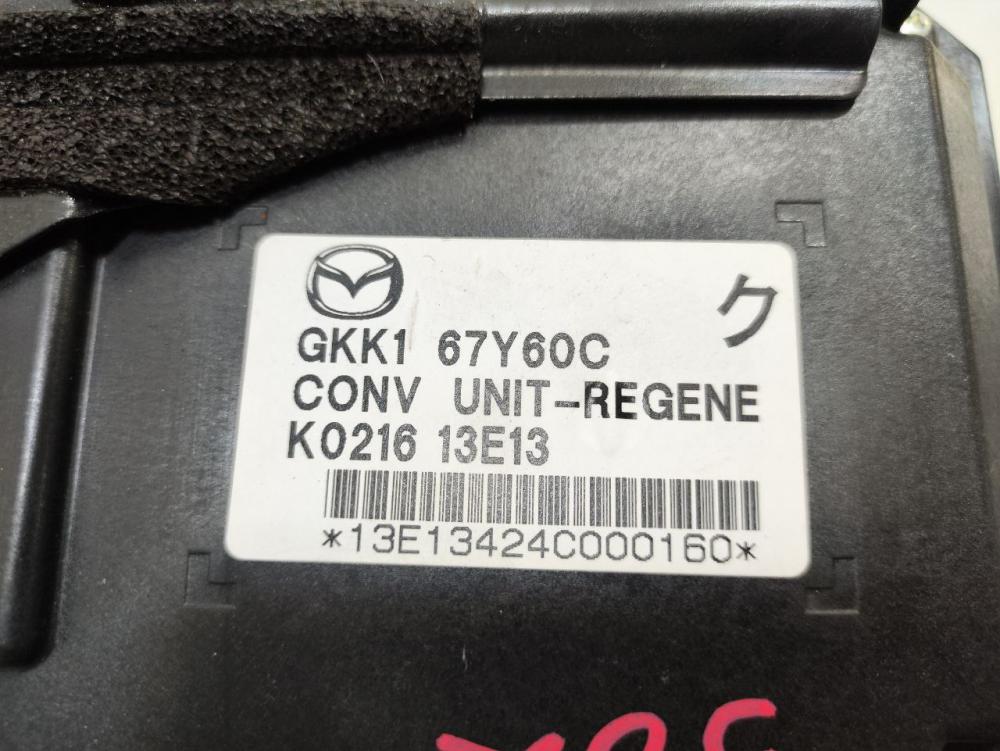 ク
GKK1 67Y60C
CONV UNIT-REGENE
K0216 13E13
*13E13424C000160*